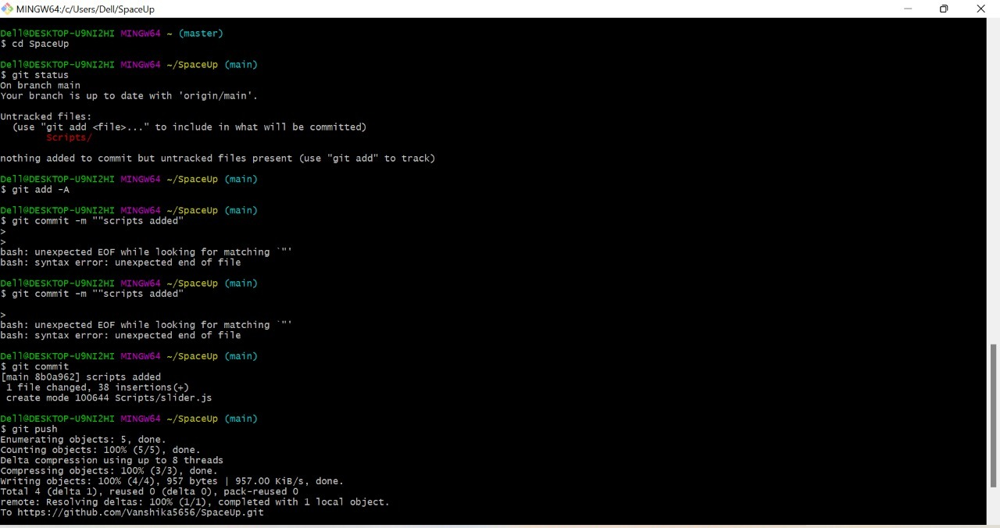 MINGW64:/c/Users/Dell/SpaceUp
Dell@DESKTOP-U9NI2HI MINGW64 ~ (master)
$ cd SpaceUp
Dell@DESKTOP-U9NI2HI MINGW64 ~/SpaceUp (main)
$ git status
On branch main
Your branch is up to date with 'origin/main'.
Untracked files:
  (use "git add <file>..." to include in what will be committed)
        Scripts/
nothing added to commit but untracked files present (use "git add" to track)
Dell@DESKTOP-U9NI2HI MINGW64 ~/SpaceUp (main)
$ git add -A
Dell@DESKTOP-U9NI2HI MINGW64 ~/SpaceUp (main)
$ git commit -m ""scripts added"
>
>
bash: unexpected EOF while looking for matching `"'
bash: syntax error: unexpected end of file
Dell@DESKTOP-U9NI2HI MINGW64 ~/SpaceUp (main)
$ git commit -m ""scripts added"
>
bash: unexpected EOF while looking for matching `"'
bash: syntax error: unexpected end of file
Dell@DESKTOP-U9NI2HI MINGW64 ~/SpaceUp (main)
$ git commit
[main 8b0a962] scripts added
 1 file changed, 38 insertions(+)
 create mode 100644 Scripts/slider.js
Dell@DESKTOP-U9NI2HI MINGW64 ~/SpaceUp (main)
$ git push
Enumerating objects: 5, done.
Counting objects: 100% (5/5), done.
Delta compression using up to 8 threads
Compressing objects: 100% (3/3), done.
Writing objects: 100% (4/4), 957 bytes | 957.00 KiB/s, done.
Total 4 (delta 1), reused 0 (delta 0), pack-reused 0
remote: Resolving deltas: 100% (1/1), completed with 1 local object.
To https://github.com/Vanshika5656/SpaceUp.git